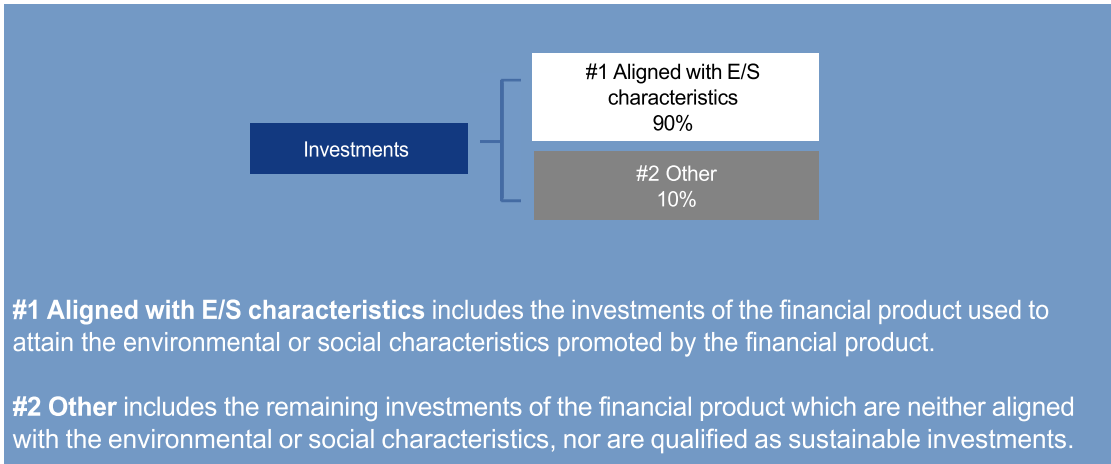 Investments
#1 Aligned with E/S
characteristics
90%
#2 Other
10%
#1 Aligned with E/S characteristics includes the investments of the financial product used to
attain the environmental or social characteristics promoted by the financial product.
#2 Other includes the remaining investments of the financial product which are neither aligned
with the environmental or social characteristics, nor are qualified as sustainable investments.